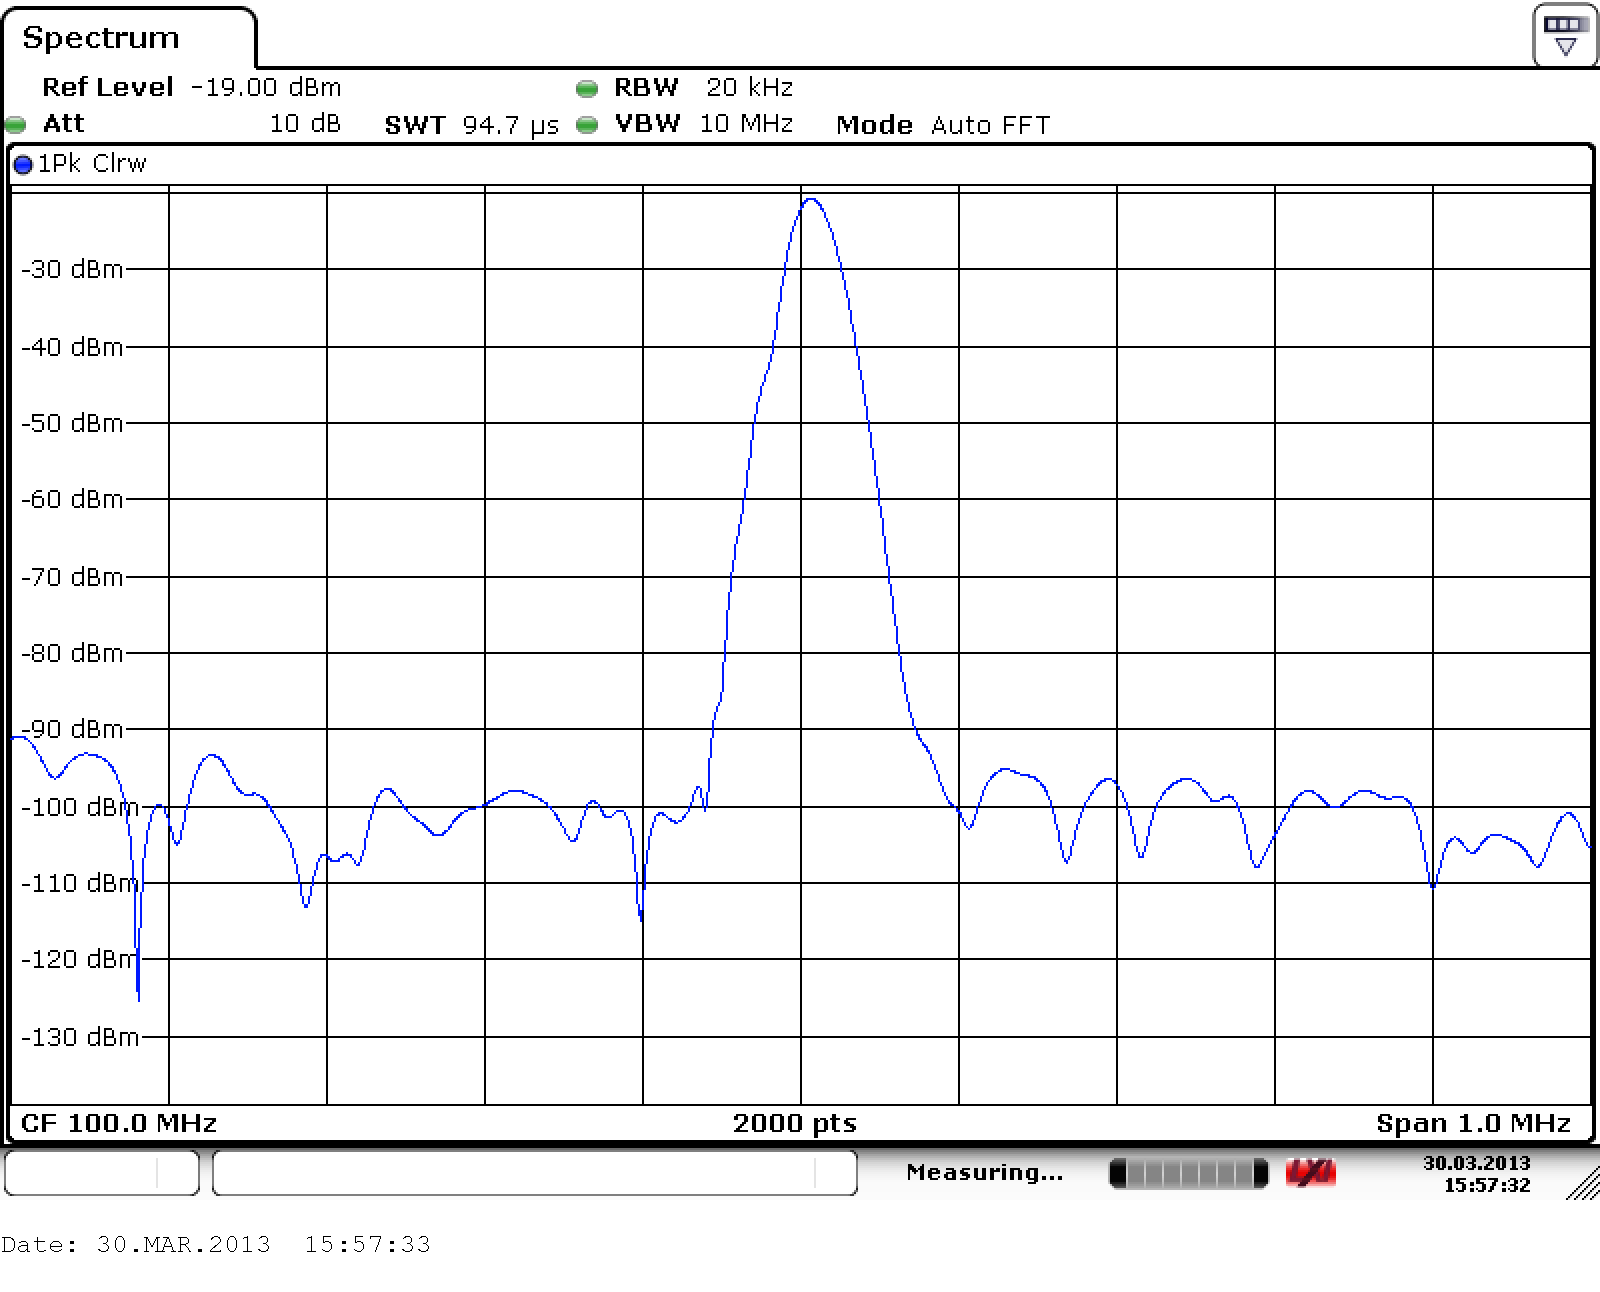 Spectrum
Ref Level -19.00 dBm RBW 20 kHz
Att 10 dB SWT 94.7 µs VBW 10 MHz Mode Auto FFT
1Pk Clrw
-30 dBm
-40 dBm
-50 dBm
-60 dBm
-70 dBm
-80 dBm
-90 dBm
-100 dBm
-110 dBm
-120 dBm
-130 dBm
CF 100.0 MHz 2000 pts Span 1.0 MHz
Measuring... LXI 30.03.2013
15:57:32
Date: 30.MAR.2013 15:57:33